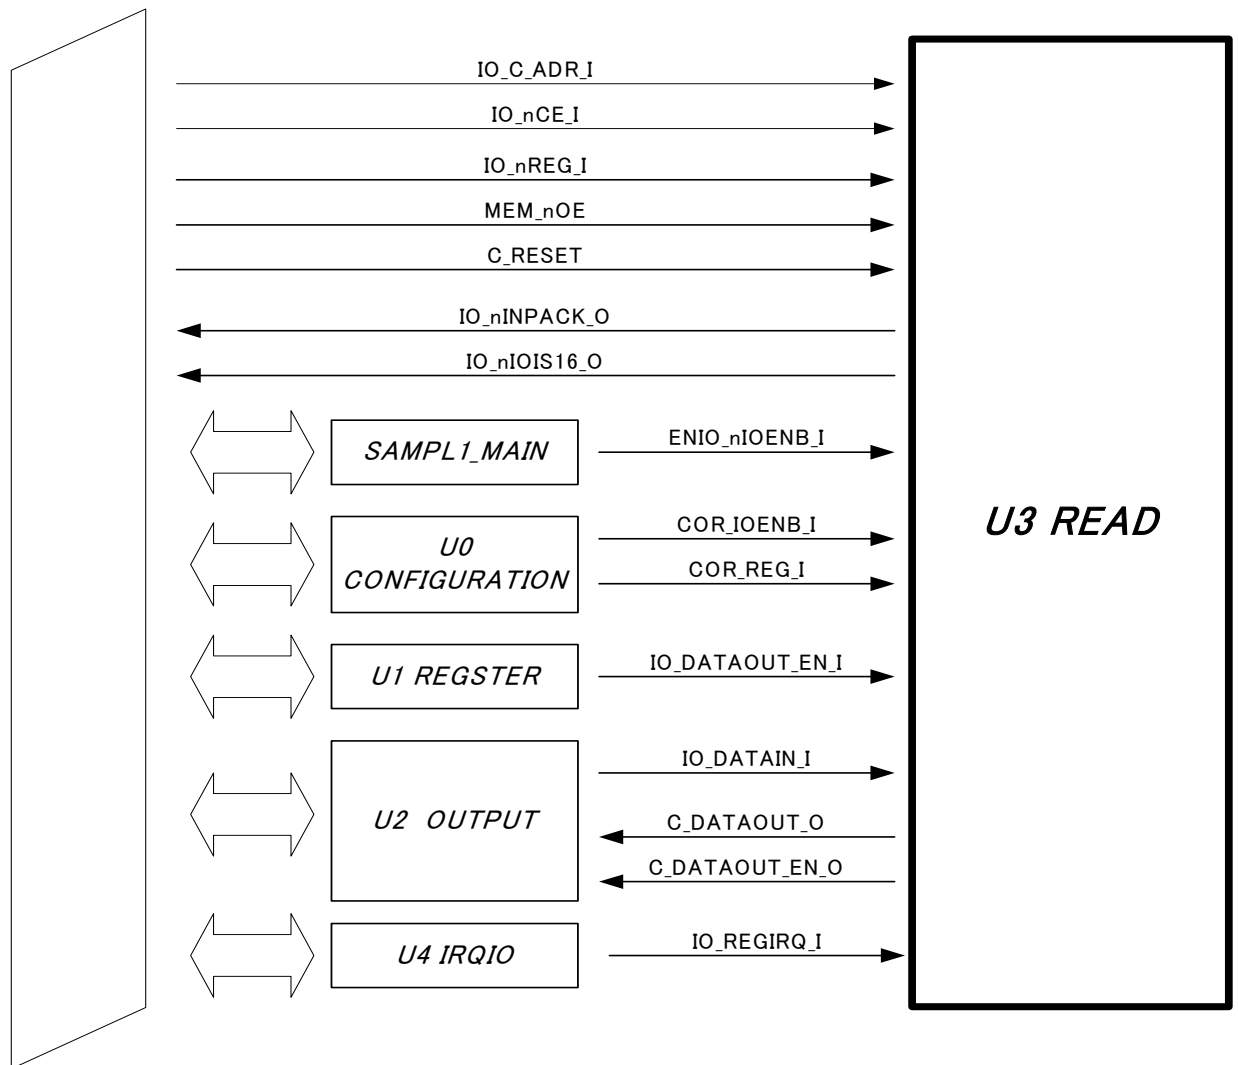 IO_C_ADR_I
IO_nCE_I
IO_nREG_I
MEM_nOE
C_RESET
IO_nINPACK_O
IO_nIOIS16_O
SAMPL1_MAIN
ENIO_nIOENB_I
U0
CONFIGURATION
COR_IOENB_I
COR_REG_I
U3 READ
U1 REGSTER
IO_DATAOUT_EN_I
U2 OUTPUT
IO_DATAIN_I
C_DATAOUT_O
C_DATAOUT_EN_O
U4 IRQIO
IO_REGIRQ_I